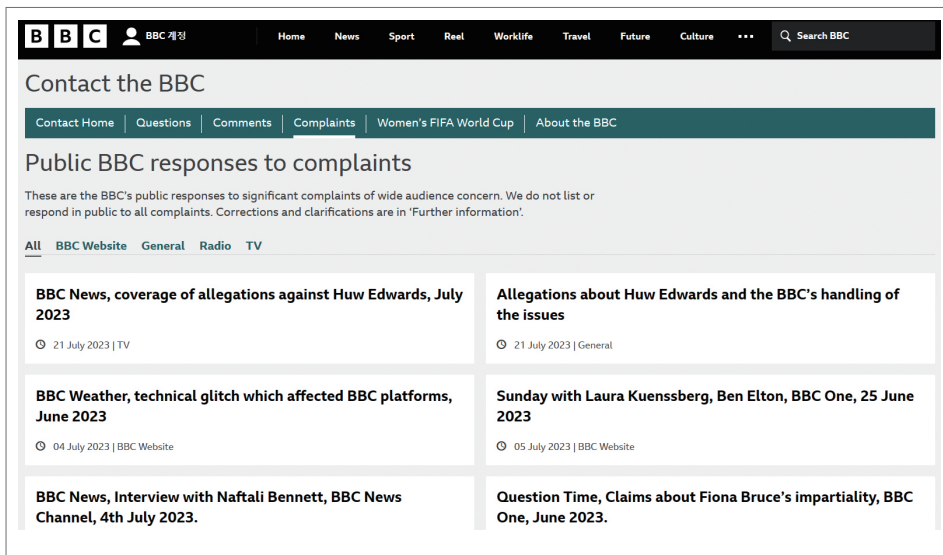 BBC BBC 계정 Home News Sport Reel Worklife Travel Future Culture ••• Search BBC
Contact the BBC
Contact Home Questions Comments Complaints Women's FIFA World Cup About the BBC
Public BBC responses to complaints
These are the BBC's public responses to significant complaints of wide audience concern. We do not list or
respond in public to all complaints. Corrections and clarifications are in 'Further information'.
All BBC Website General Radio TV
BBC News, coverage of allegations against Huw Edwards, July
2023
21 July 2023 | TV
Allegations about Huw Edwards and the BBC's handling of
the issues
21 July 2023 | General
BBC Weather, technical glitch which affected BBC platforms,
June 2023
04 July 2023 | BBC Website
Sunday with Laura Kuenssberg, Ben Elton, BBC One, 25 June
2023
05 July 2023 | BBC Website
BBC News, Interview with Naftali Bennett, BBC News
Channel, 4th July 2023.
Question Time, Claims about Fiona Bruce's impartiality, BBC
One, June 2023.